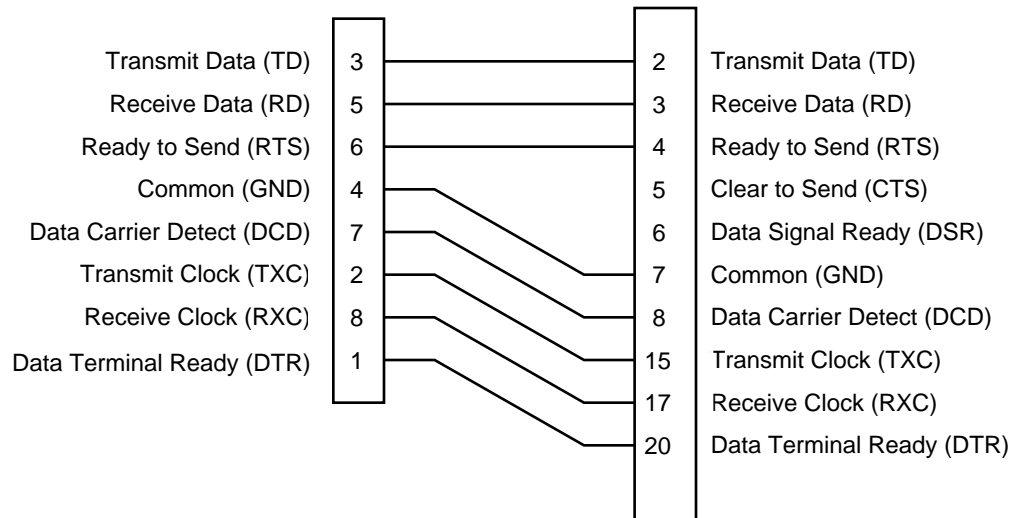 Transmit Data (TD) 3 2 Transmit Data (TD)
Receive Data (RD) 5 3 Receive Data (RD)
Ready to Send (RTS) 6 4 Ready to Send (RTS)
Common (GND) 4 5 Clear to Send (CTS)
Data Carrier Detect (DCD) 7 6 Data Signal Ready (DSR)
Transmit Clock (TXC) 2 7 Common (GND)
Receive Clock (RXC) 8 8 Data Carrier Detect (DCD)
Data Terminal Ready (DTR) 1 15 Transmit Clock (TXC)
17 Receive Clock (RXC)
20 Data Terminal Ready (DTR)